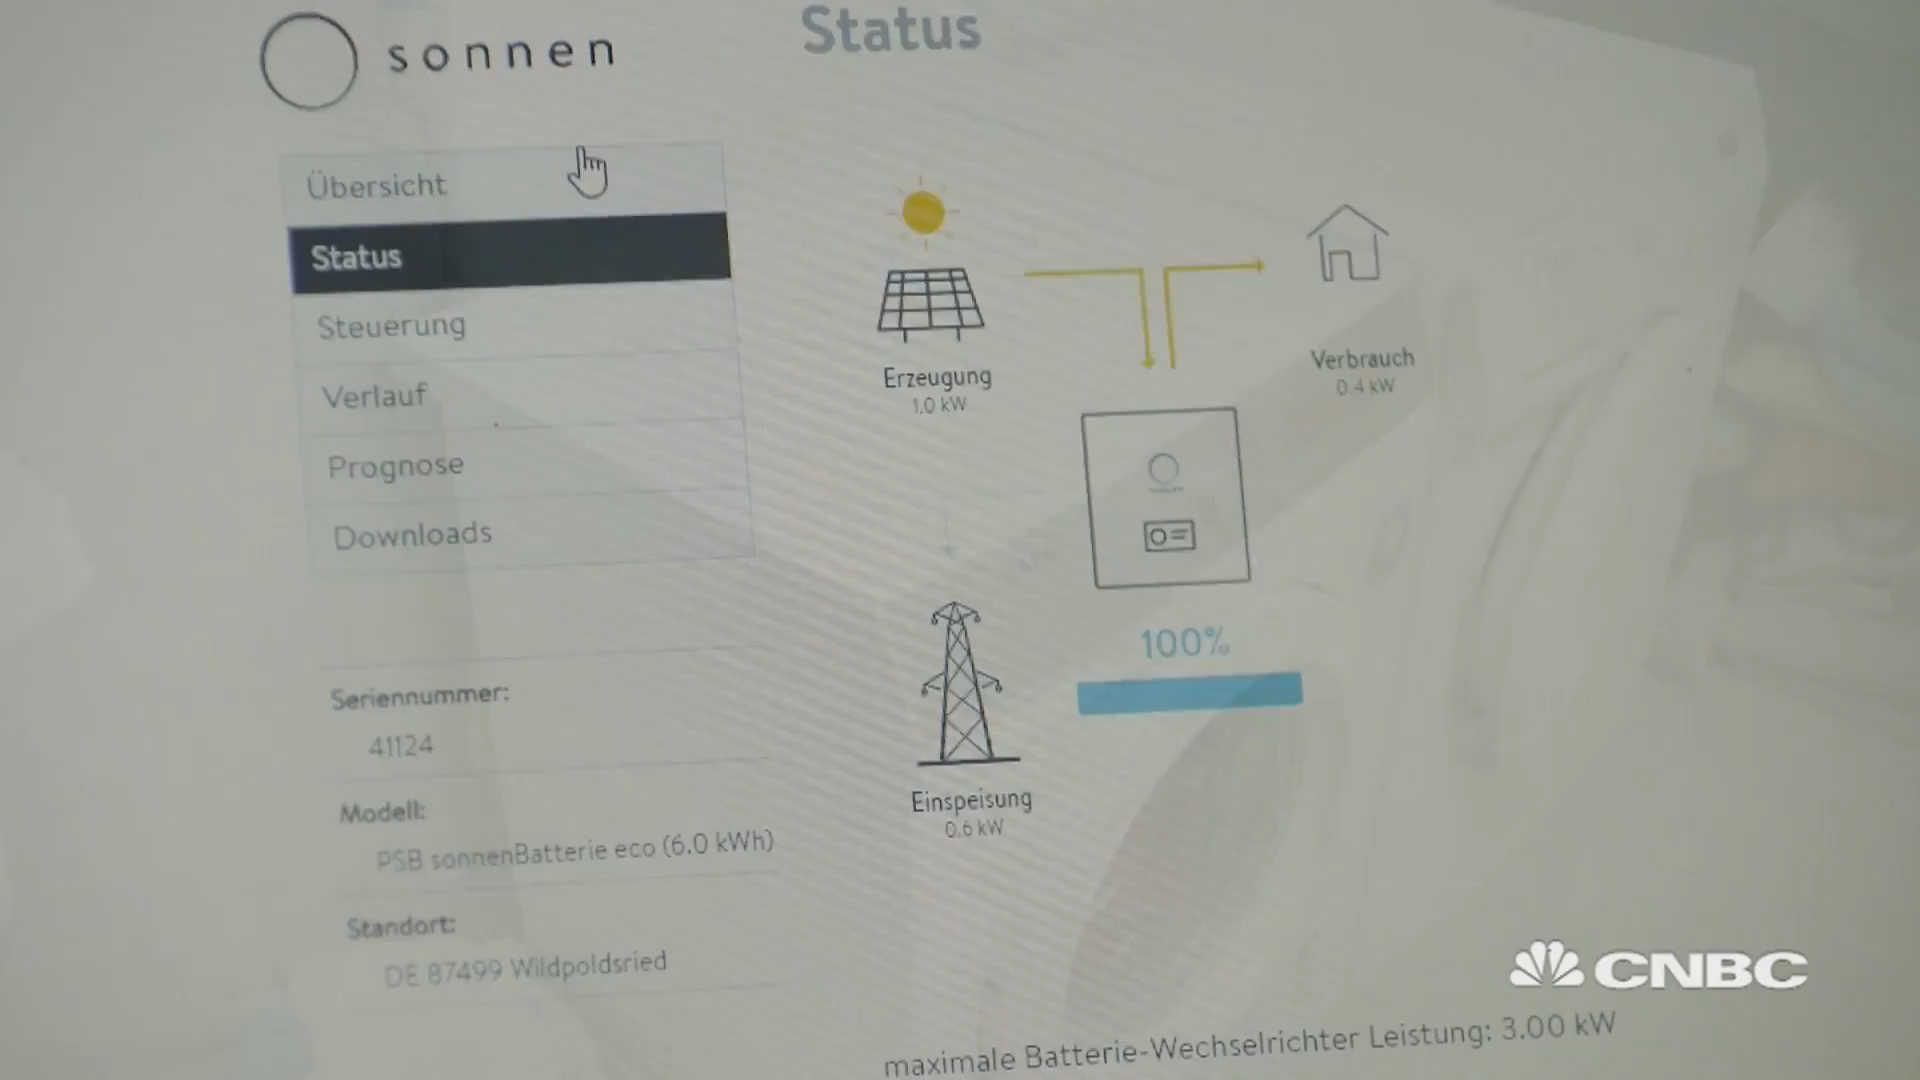 sonnen
Status
Übersicht
Status
Steuerung
Verlauf
Prognose
Downloads
Seriennummer:
41124
Modell:
PSB sonnenBatterie eco (6.0 kWh)
Standort:
DE 87499 Wildpoldsried
Erzeugung
1.0 kW
Verbrauch
0.4 kW
100%
Einspeisung
0.6 kW
maximale Batterie-Wechselrichter Leistung: 3.00 kW
CNBC